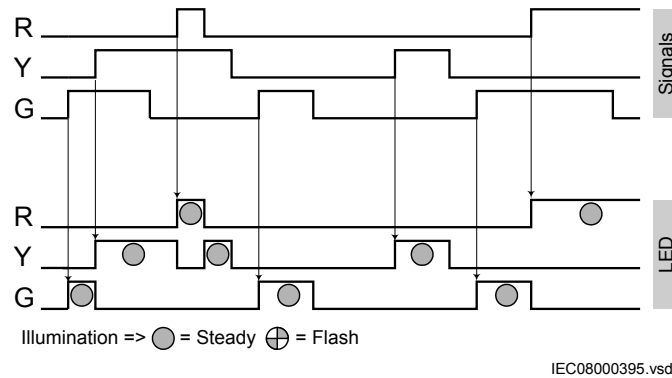 R
Y
G
Signals
R
Y
G
LED
Illumination => = Steady = Flash
IEC08000395.vsd